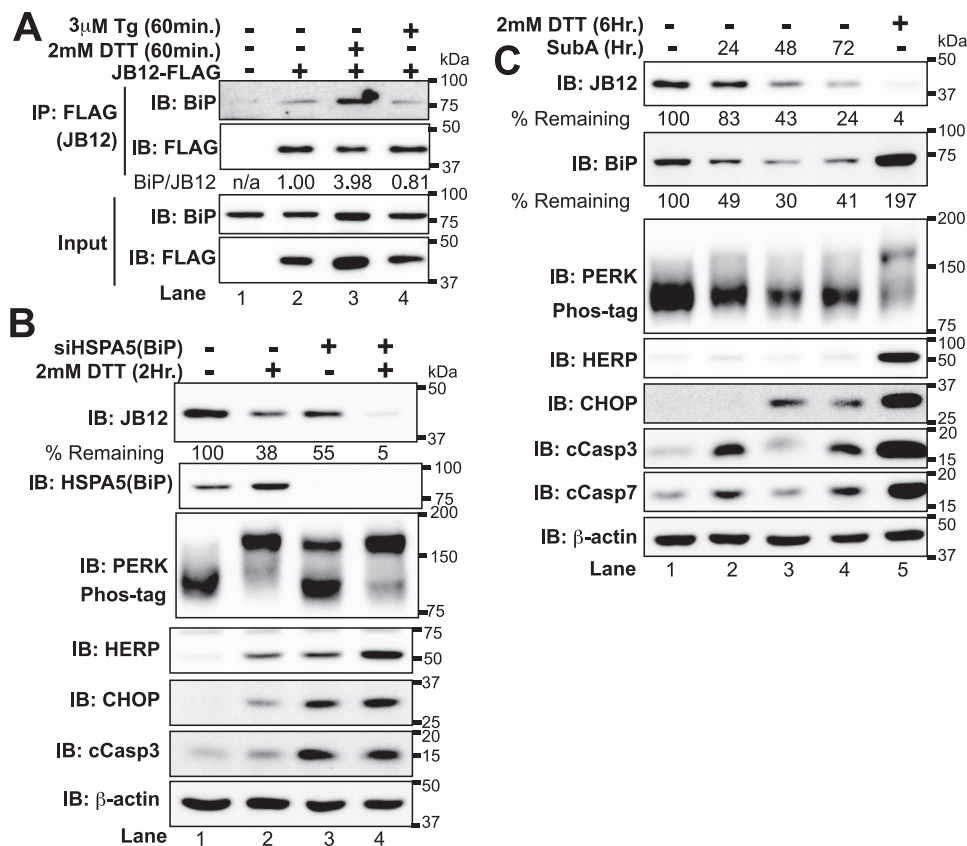 A
3μM Tg (60min.) - - - +
2mM DTT (60min.) - - + -
JB12-FLAG - + + +
kDa
IP: FLAG
(JB12)
IB: BiP
100
75
IB: FLAG
50
37
BiP/JB12 n/a 1.00 3.98 0.81
Input
IB: BiP
100
75
IB: FLAG
50
37
Lane 1 2 3 4
B
siHSPA5(BiP) - - + +
2mM DTT (2Hr.) - + - +
kDa
IB: JB12
50
37
% Remaining 100 38 55 5
IB: HSPA5(BiP)
100
75
IB: PERK
Phos-tag
200
150
75
IB: HERP
75
50
IB: CHOP
37
25
IB: cCasp3
20
15
IB: β-actin
50
37
Lane 1 2 3 4
C
2mM DTT (6Hr.) - - - - +
SubA (Hr.) - 24 48 72 -
kDa
IB: JB12
50
37
% Remaining 100 83 43 24 4
IB: BiP
100
75
% Remaining 100 49 30 41 197
IB: PERK
Phos-tag
200
150
75
IB: HERP
100
50
IB: CHOP
37
25
IB: cCasp3
20
15
IB: cCasp7
20
15
IB: β-actin
50
37
Lane 1 2 3 4 5